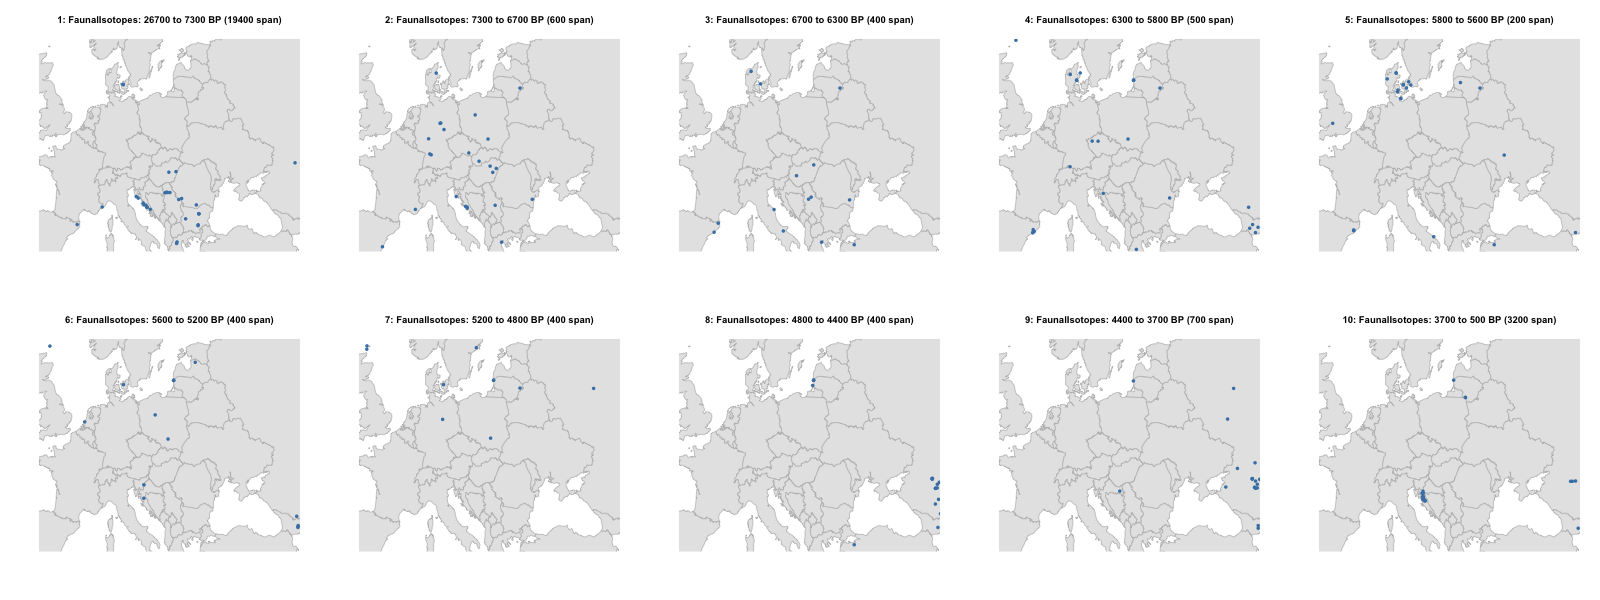 1: FaunalIsotopes: 26700 to 7300 BP (19400 span)
2: FaunalIsotopes: 7300 to 6700 BP (600 span)
3: FaunalIsotopes: 6700 to 6300 BP (400 span)
4: FaunalIsotopes: 6300 to 5800 BP (500 span)
5: FaunalIsotopes: 5800 to 5600 BP (200 span)
6: FaunalIsotopes: 5600 to 5200 BP (400 span)
7: FaunalIsotopes: 5200 to 4800 BP (400 span)
8: FaunalIsotopes: 4800 to 4400 BP (400 span)
9: FaunalIsotopes: 4400 to 3700 BP (700 span)
10: FaunalIsotopes: 3700 to 500 BP (3200 span)